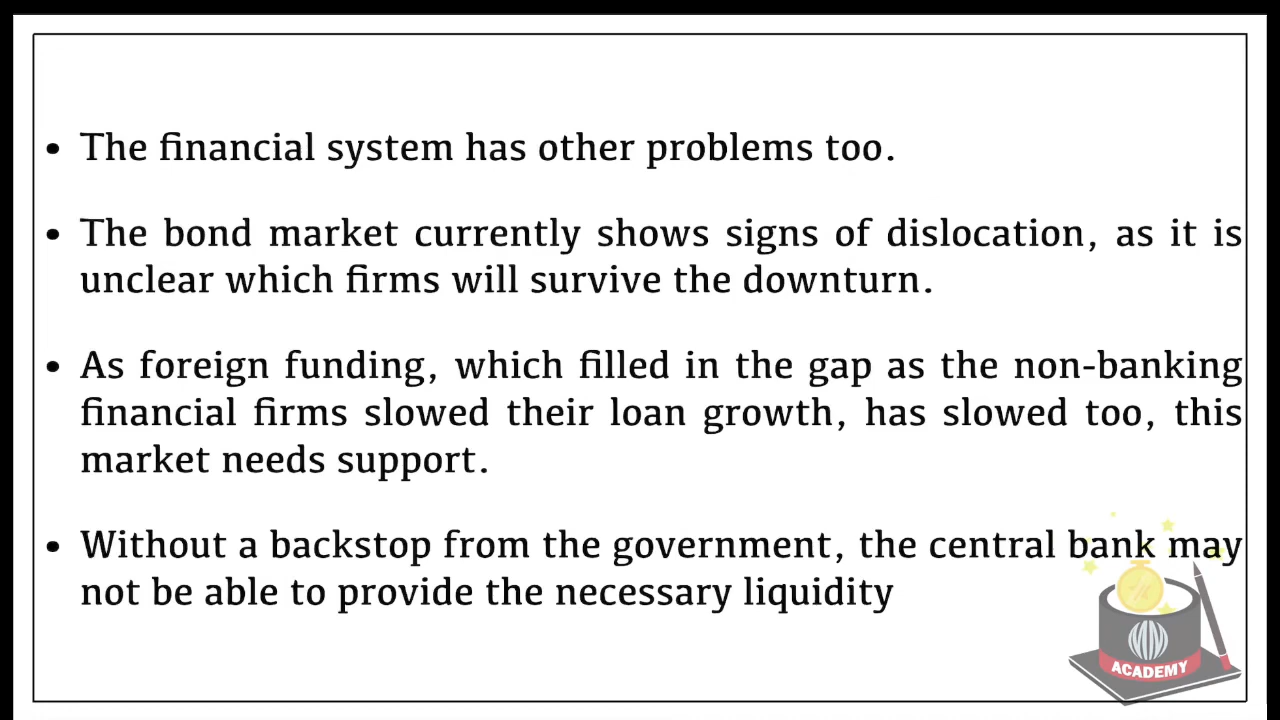 • The financial system has other problems too.
• The bond market currently shows signs of dislocation, as it is
unclear which firms will survive the downturn.
• As foreign funding, which filled in the gap as the non-banking
financial firms slowed their loan growth, has slowed too, this
market needs support.
• Without a backstop from the government, the central bank may
not be able to provide the necessary liquidity
MM
ACADEMY